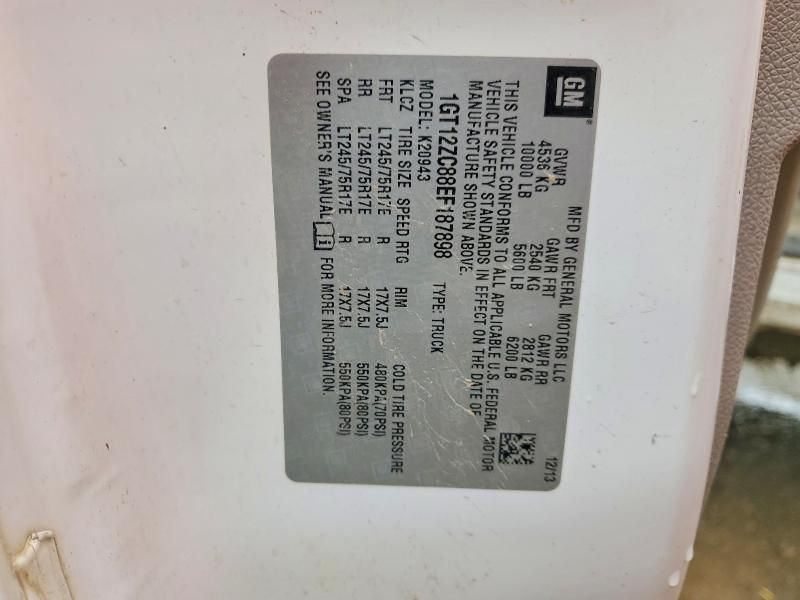 GM®
MFD BY GENERAL MOTORS LLC 12/13
GVWR GAWR FRT GAWR RR
4536 KG 2540 KG 2812 KG
10000 LB 5600 LB 6200 LB
THIS VEHICLE CONFORMS TO ALL APPLICABLE U.S. FEDERAL MOTOR
VEHICLE SAFETY STANDARDS IN EFFECT ON THE DATE OF
MANUFACTURE SHOWN ABOVE.
1GT12ZC88EF187898 TYPE: TRUCK
MODEL: K20943
KLCZ TIRE SIZE SPEED RTG RIM COLD TIRE PRESSURE
FRT LT245/75R17E R 17X7.5J 480KPA(70PSI)
RR LT245/75R17E R 17X7.5J 550KPA(80PSI)
SPA LT245/75R17E R 17X7.5J 550KPA(80PSI)
SEE OWNER'S MANUAL FOR MORE INFORMATION.